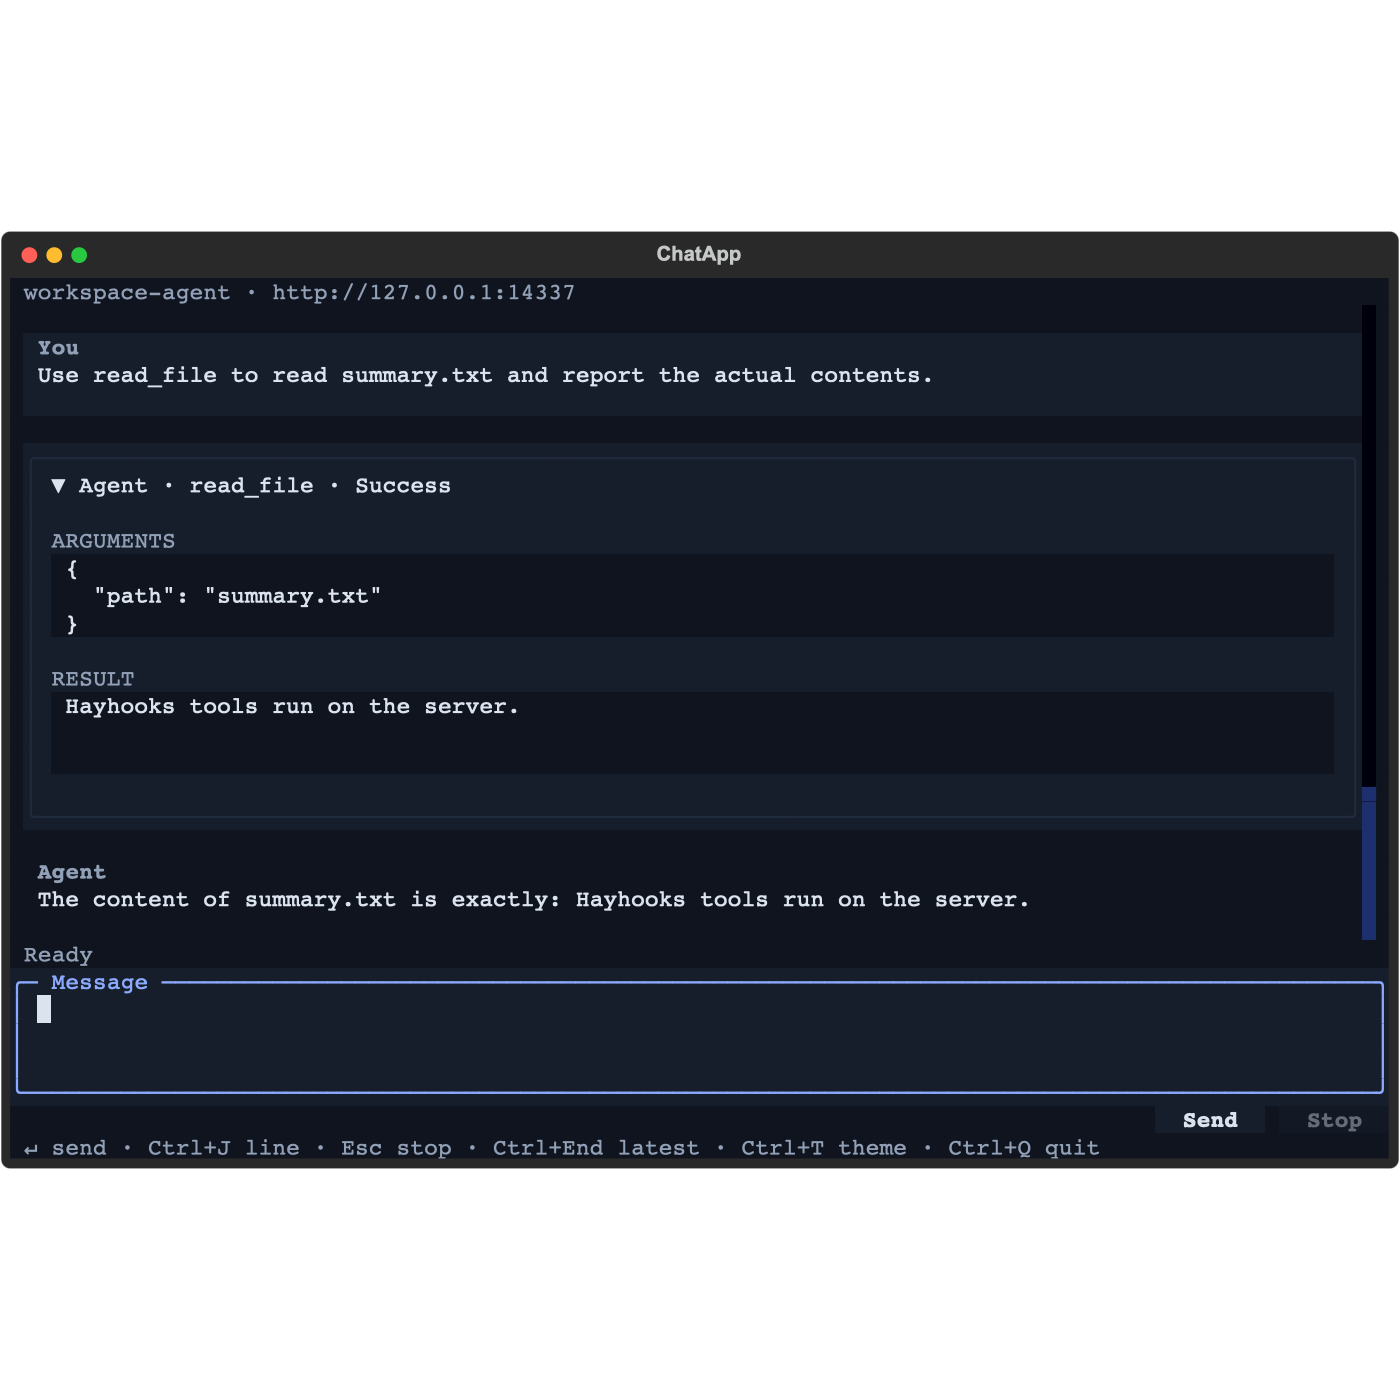 ChatApp
workspace-agent · http://127.0.0.1:14337
You
Use read_file to read summary.txt and report the actual contents.
▼ Agent · read_file · Success
ARGUMENTS
{
  "path": "summary.txt"
}
RESULT
Hayhooks tools run on the server.
Agent
The content of summary.txt is exactly: Hayhooks tools run on the server.
Ready
Message
Send Stop
↵ send · Ctrl+J line · Esc stop · Ctrl+End latest · Ctrl+T theme · Ctrl+Q quit